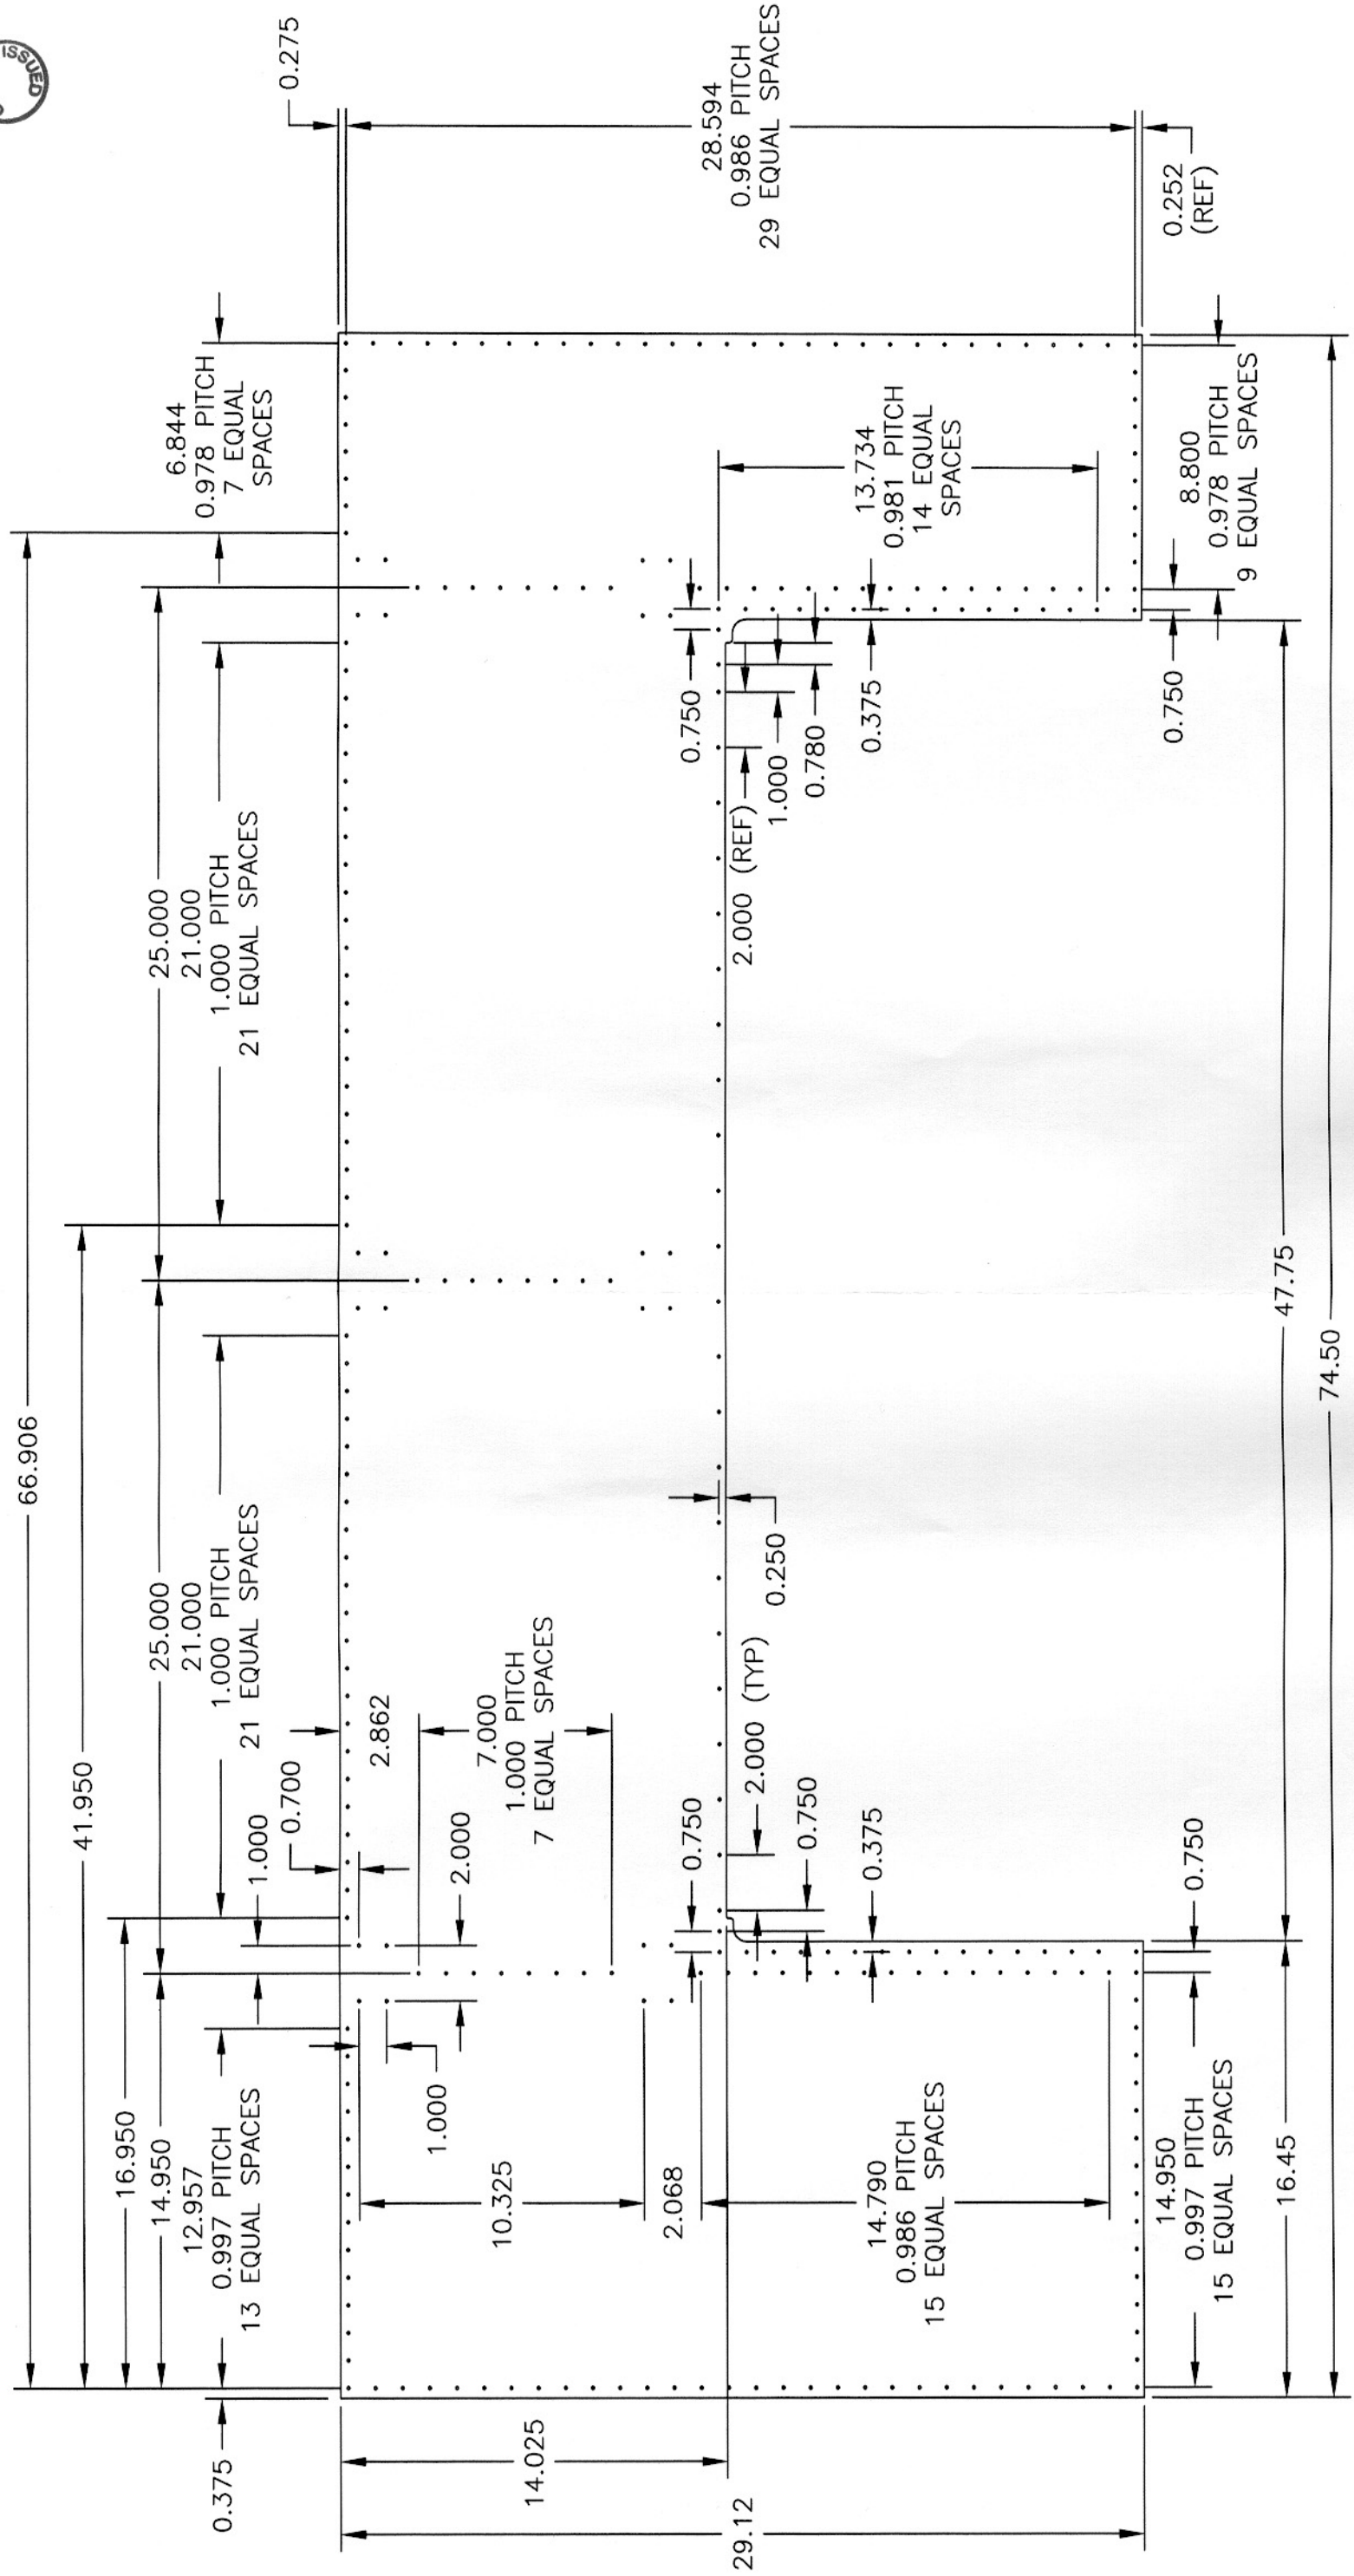 ISSUED
66.906
41.950
16.950
14.950
25.000
25.000
12.957
0.997 PITCH
13 EQUAL SPACES
21.000
1.000 PITCH
21 EQUAL SPACES
21.000
1.000 PITCH
21 EQUAL SPACES
6.844
0.978 PITCH
7 EQUAL
SPACES
0.275
0.375
1.000
0.700
2.862
1.000
2.000
7.000
1.000 PITCH
7 EQUAL SPACES
10.325
14.025
29.12
2.068
14.790
0.986 PITCH
15 EQUAL SPACES
0.750
2.000 (TYP)
0.750
0.375
0.250
0.750
2.000 (REF)
1.000
0.780
0.375
13.734
0.981 PITCH
14 EQUAL
SPACES
28.594
0.986 PITCH
29 EQUAL SPACES
0.252
(REF)
14.950
0.997 PITCH
15 EQUAL SPACES
0.750
0.750
8.800
0.978 PITCH
9 EQUAL SPACES
16.45
47.75
74.50